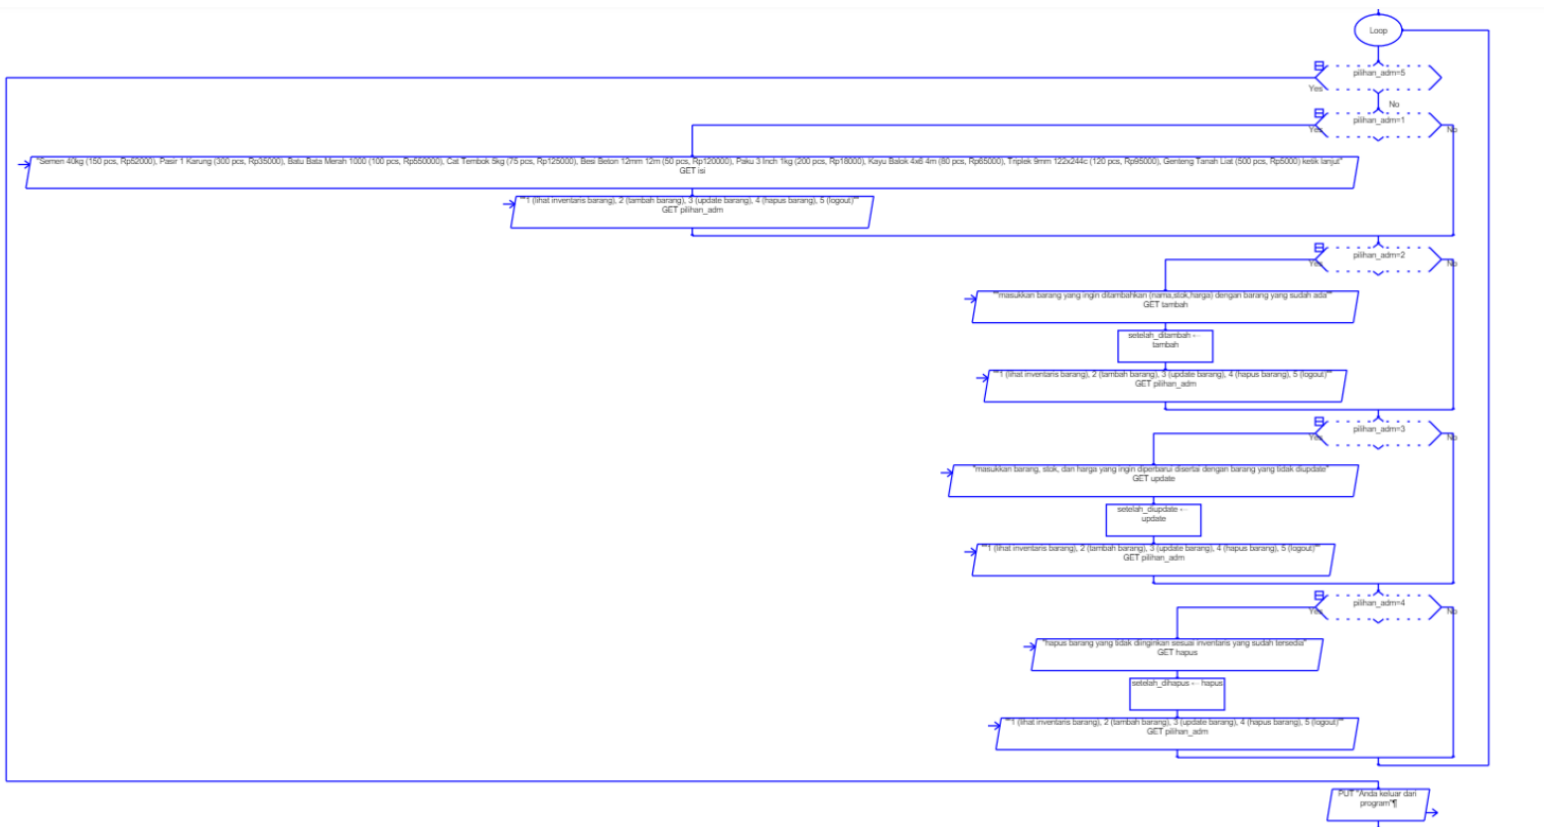 Loop
pilihan_adm=5
Yes
No
pilihan_adm=1
Yes
No
"Semen 40kg (150 pcs, Rp52000), Pasir 1 Karung (300 pcs, Rp35000), Batu Bata Merah 1000 (100 pcs, Rp550000), Cat Tembok 5kg (75 pcs, Rp125000), Besi Beton 12mm 12m (50 pcs, Rp120000), Paku 3 Inch 1kg (200 pcs, Rp18000), Kayu Balok 4x6 4m (80 pcs, Rp65000), Triplek 9mm 122x244c (120 pcs, Rp95000), Genteng Tanah Liat (500 pcs, Rp5000) ketik lanjut"
GET isi
""1 (lihat inventaris barang), 2 (tambah barang), 3 (update barang), 4 (hapus barang), 5 (logout)""
GET pilihan_adm
pilihan_adm=2
Yes
No
""masukkan barang yang ingin ditambahkan (nama,stok,harga) dengan barang yang sudah ada""
GET tambah
setelah_ditambah ←
tambah
""1 (lihat inventaris barang), 2 (tambah barang), 3 (update barang), 4 (hapus barang), 5 (logout)""
GET pilihan_adm
pilihan_adm=3
Yes
No
"masukkan barang, stok, dan harga yang ingin diperbarui disertai dengan barang yang tidak diupdate"
GET update
setelah_diupdate ←
update
""1 (lihat inventaris barang), 2 (tambah barang), 3 (update barang), 4 (hapus barang), 5 (logout)""
GET pilihan_adm
pilihan_adm=4
Yes
No
"hapus barang yang tidak diinginkan sesuai inventaris yang sudah tersedia"
GET hapus
setelah_dihapus ← hapus
""1 (lihat inventaris barang), 2 (tambah barang), 3 (update barang), 4 (hapus barang), 5 (logout)""
GET pilihan_adm
PUT "Anda keluar dari
program"¶